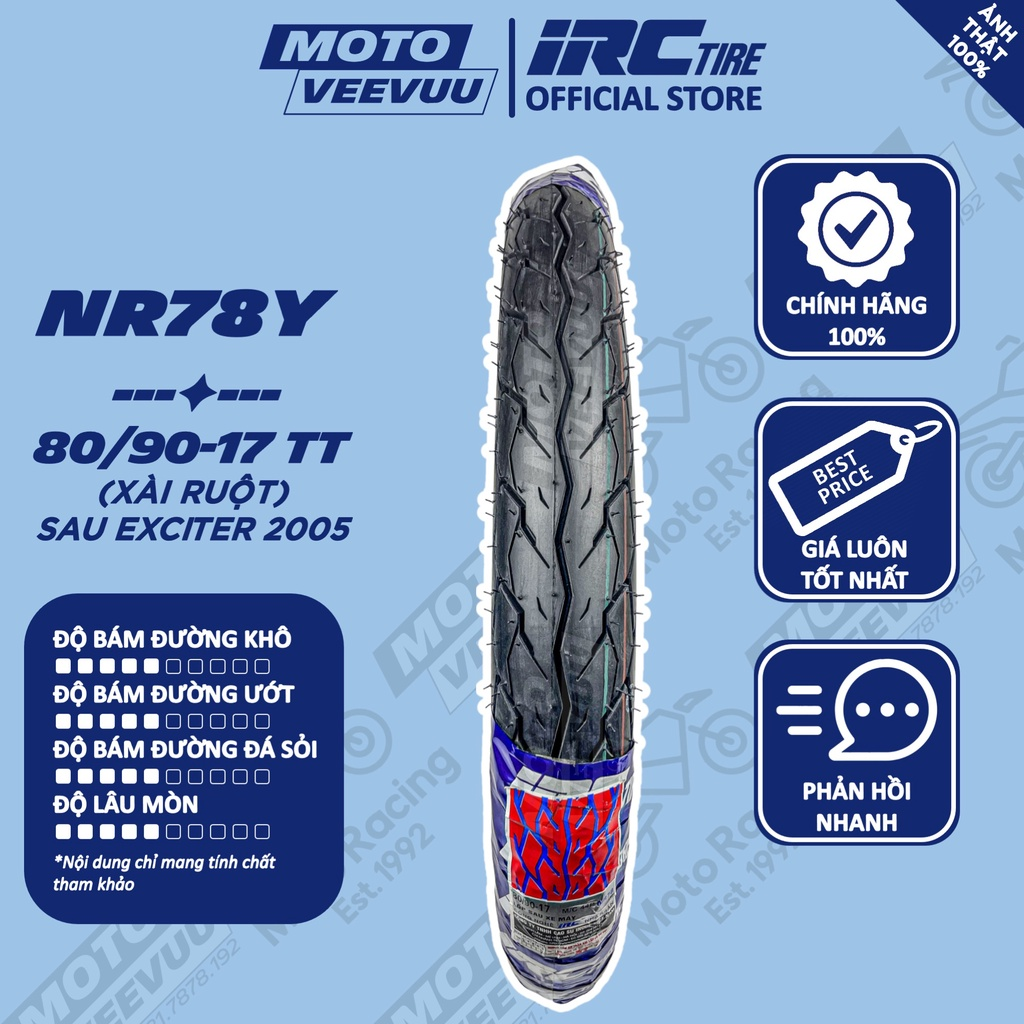 MOTO
VEEVUU
iRC TIRE
OFFICIAL STORE
ẢNH
THẬT
100%
NR78Y
80/90-17 TT
(XÀI RUỘT)
SAU EXCITER 2005
ĐỘ BÁM ĐƯỜNG KHÔ
ĐỘ BÁM ĐƯỜNG ƯỚT
ĐỘ BÁM ĐƯỜNG ĐÁ SỎI
ĐỘ LÂU MÒN
*Nội dung chỉ mang tính chất
tham khảo
CHÍNH HÃNG
100%
BEST
PRICE
GIÁ LUÔN
TỐT NHẤT
PHẢN HỒI
NHANH
MOTO
VEEVUU
Moto Racing
Est. 1992